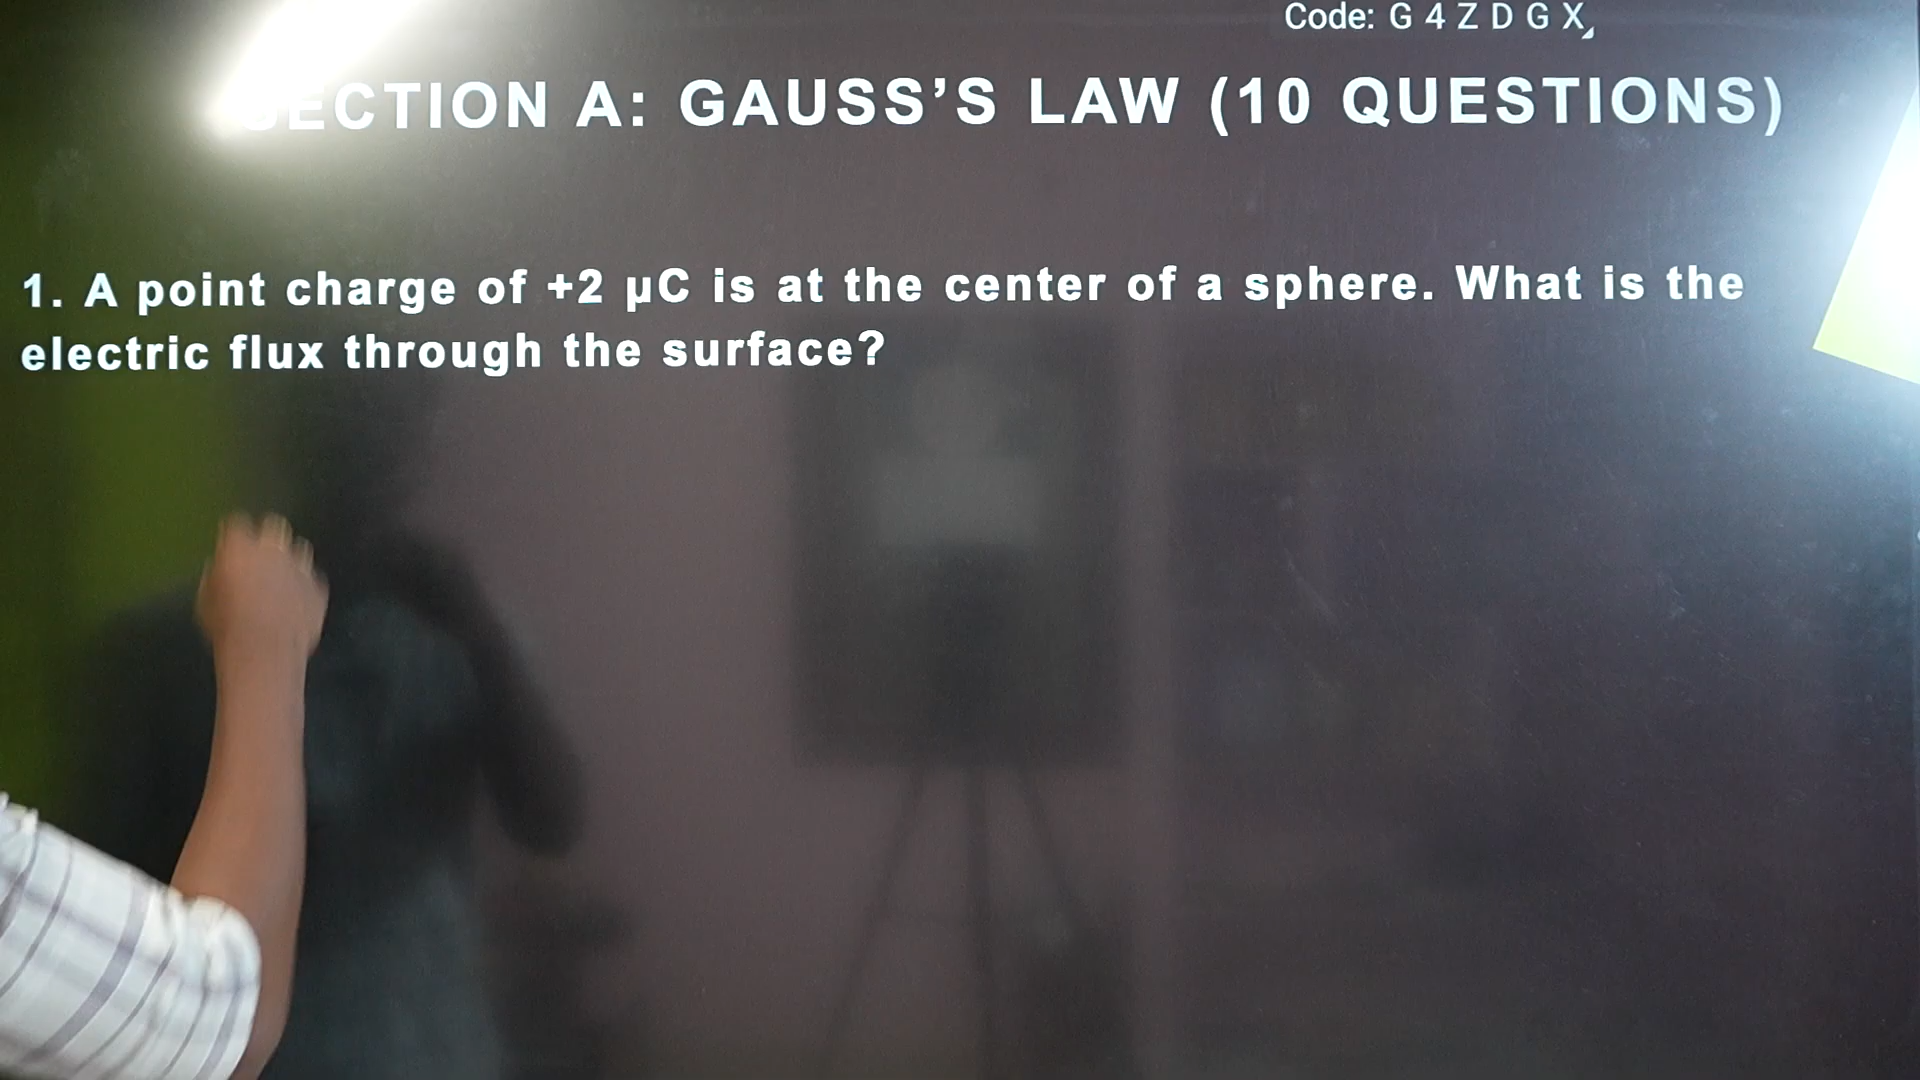 Code: G 4 Z D G X
SECTION A: GAUSS’S LAW (10 QUESTIONS)
1. A point charge of +2 µC is at the center of a sphere. What is the
electric flux through the surface?